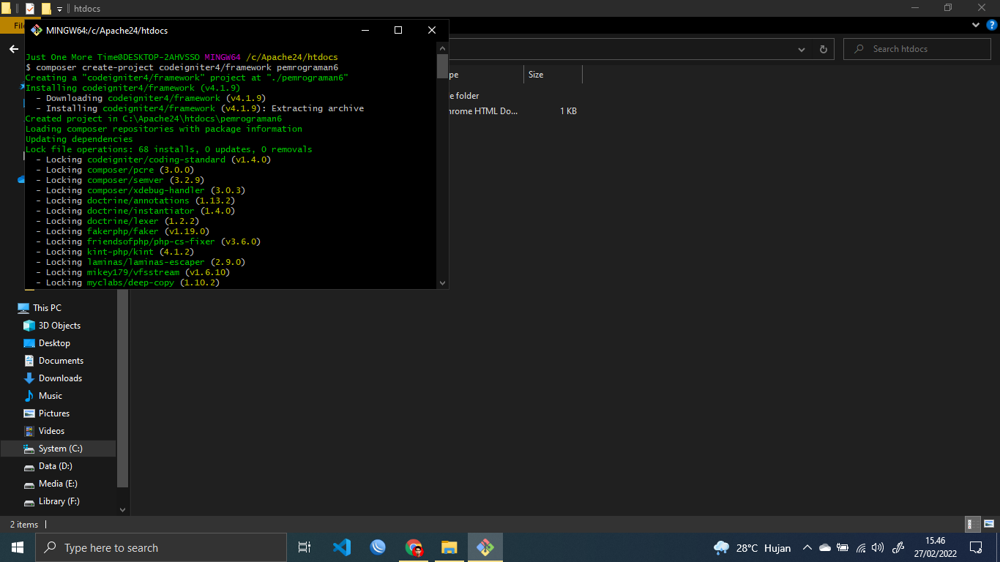 htdocs
Fil
MINGW64:/c/Apache24/htdocs
Search htdocs
pe
Size
e folder
hrome HTML Do...
1 KB
Just One More Time@DESKTOP-2AHVSSO MINGW64 /c/Apache24/htdocs
$ composer create-project codeigniter4/framework pemrograman6
Creating a "codeigniter4/framework" project at "./pemrograman6"
Installing codeigniter4/framework (v4.1.9)
- Downloading codeigniter4/framework (v4.1.9)
- Installing codeigniter4/framework (v4.1.9): Extracting archive
Created project in C:\Apache24\htdocs\pemrograman6
Loading composer repositories with package information
Updating dependencies
Lock file operations: 68 installs, 0 updates, 0 removals
- Locking codeigniter/coding-standard (v1.4.0)
- Locking composer/pcre (3.0.0)
- Locking composer/semver (3.2.9)
- Locking composer/xdebug-handler (3.0.3)
- Locking doctrine/annotations (1.13.2)
- Locking doctrine/instantiator (1.4.0)
- Locking doctrine/lexer (1.2.2)
- Locking fakerphp/faker (v1.19.0)
- Locking friendsofphp/php-cs-fixer (v3.6.0)
- Locking kint-php/kint (4.1.2)
- Locking laminas/laminas-escaper (2.9.0)
- Locking mikey179/vfsstream (v1.6.10)
- Locking myclabs/deep-copy (1.10.2)
This PC
3D Objects
Desktop
Documents
Downloads
Music
Pictures
Videos
System (C:)
Data (D:)
Media (E:)
Library (F:)
2 items
Type here to search
28°C Hujan
15.46
27/02/2022